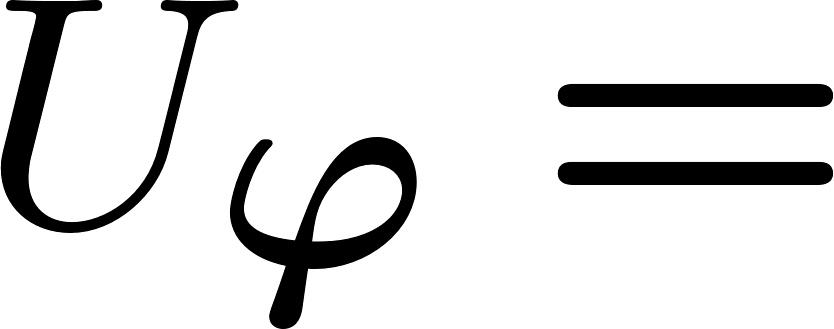 U_φ =